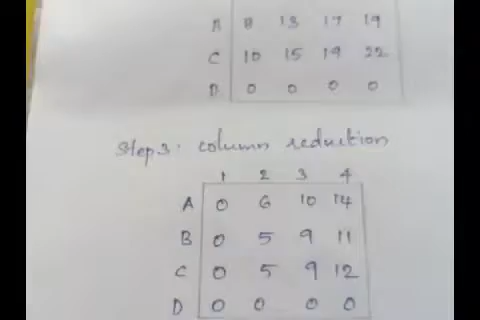 A 8 13 17 19
C 10 15 19 22
D 0 0 0 0
Step 3: column reduction
1 2 3 4
A 0 6 10 14
B 0 5 9 11
C 0 5 9 12
D 0 0 0 0